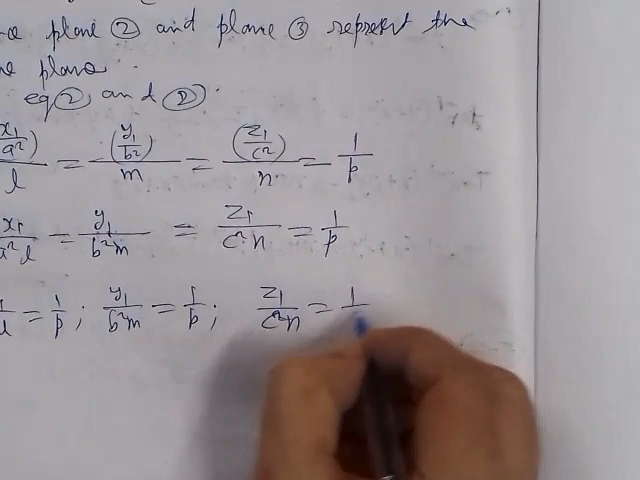 plane ② and plane ③ represent the
plane.
eq ② and ②)
(x₁/a²)/l = (y₁/b²)/m = (z₁/c²)/n = 1/p
x₁/a²l = y₁/b²m = z₁/c²n = 1/p
= 1/p ; y₁/b²m = 1/p ; z₁/c²n = 1